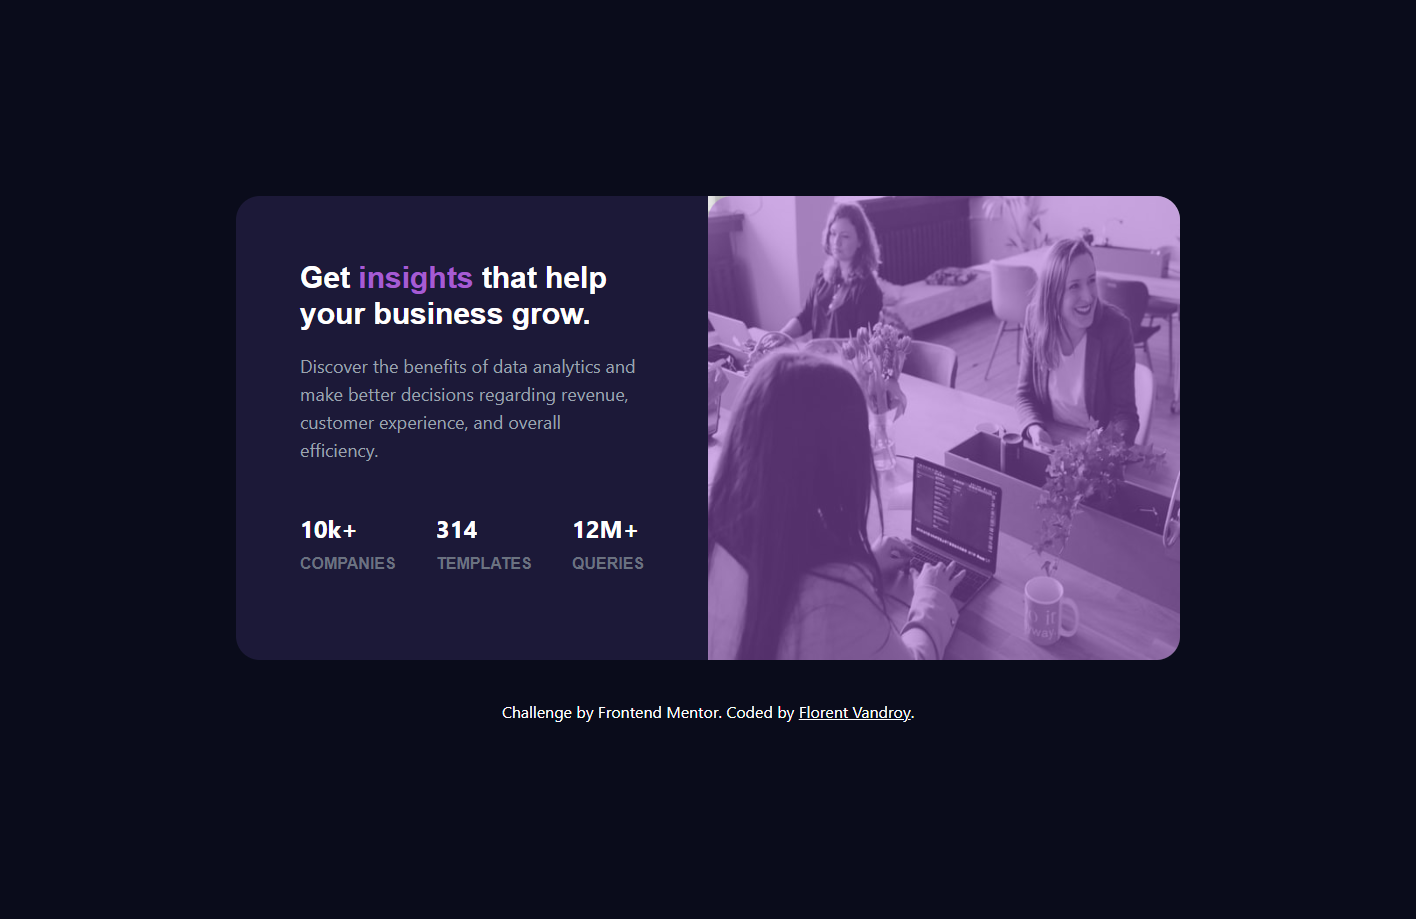 Get insights that help
your business grow.
Discover the benefits of data analytics and
make better decisions regarding revenue,
customer experience, and overall
efficiency.
10k+ 314 12M+
COMPANIES TEMPLATES QUERIES
Challenge by Frontend Mentor. Coded by Florent Vandroy.